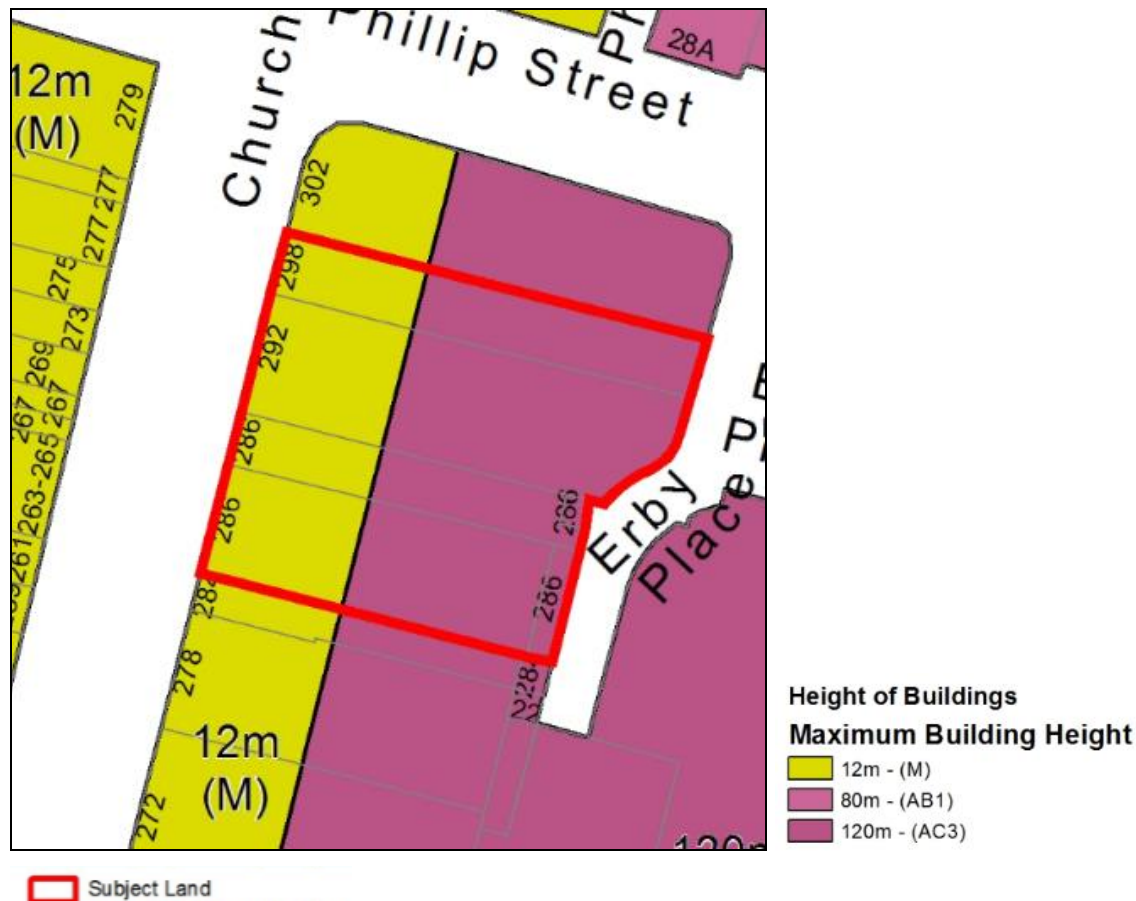 Phillip Street
Church
28A
12m
(M)
279
277
277
275
273
269
267
267
263-265
261
302
298
292
286
286
286
286
284
278
272
12m
(M)
Erby
Place
Height of Buildings
Maximum Building Height
12m - (M)
80m - (AB1)
120m - (AC3)
Subject Land